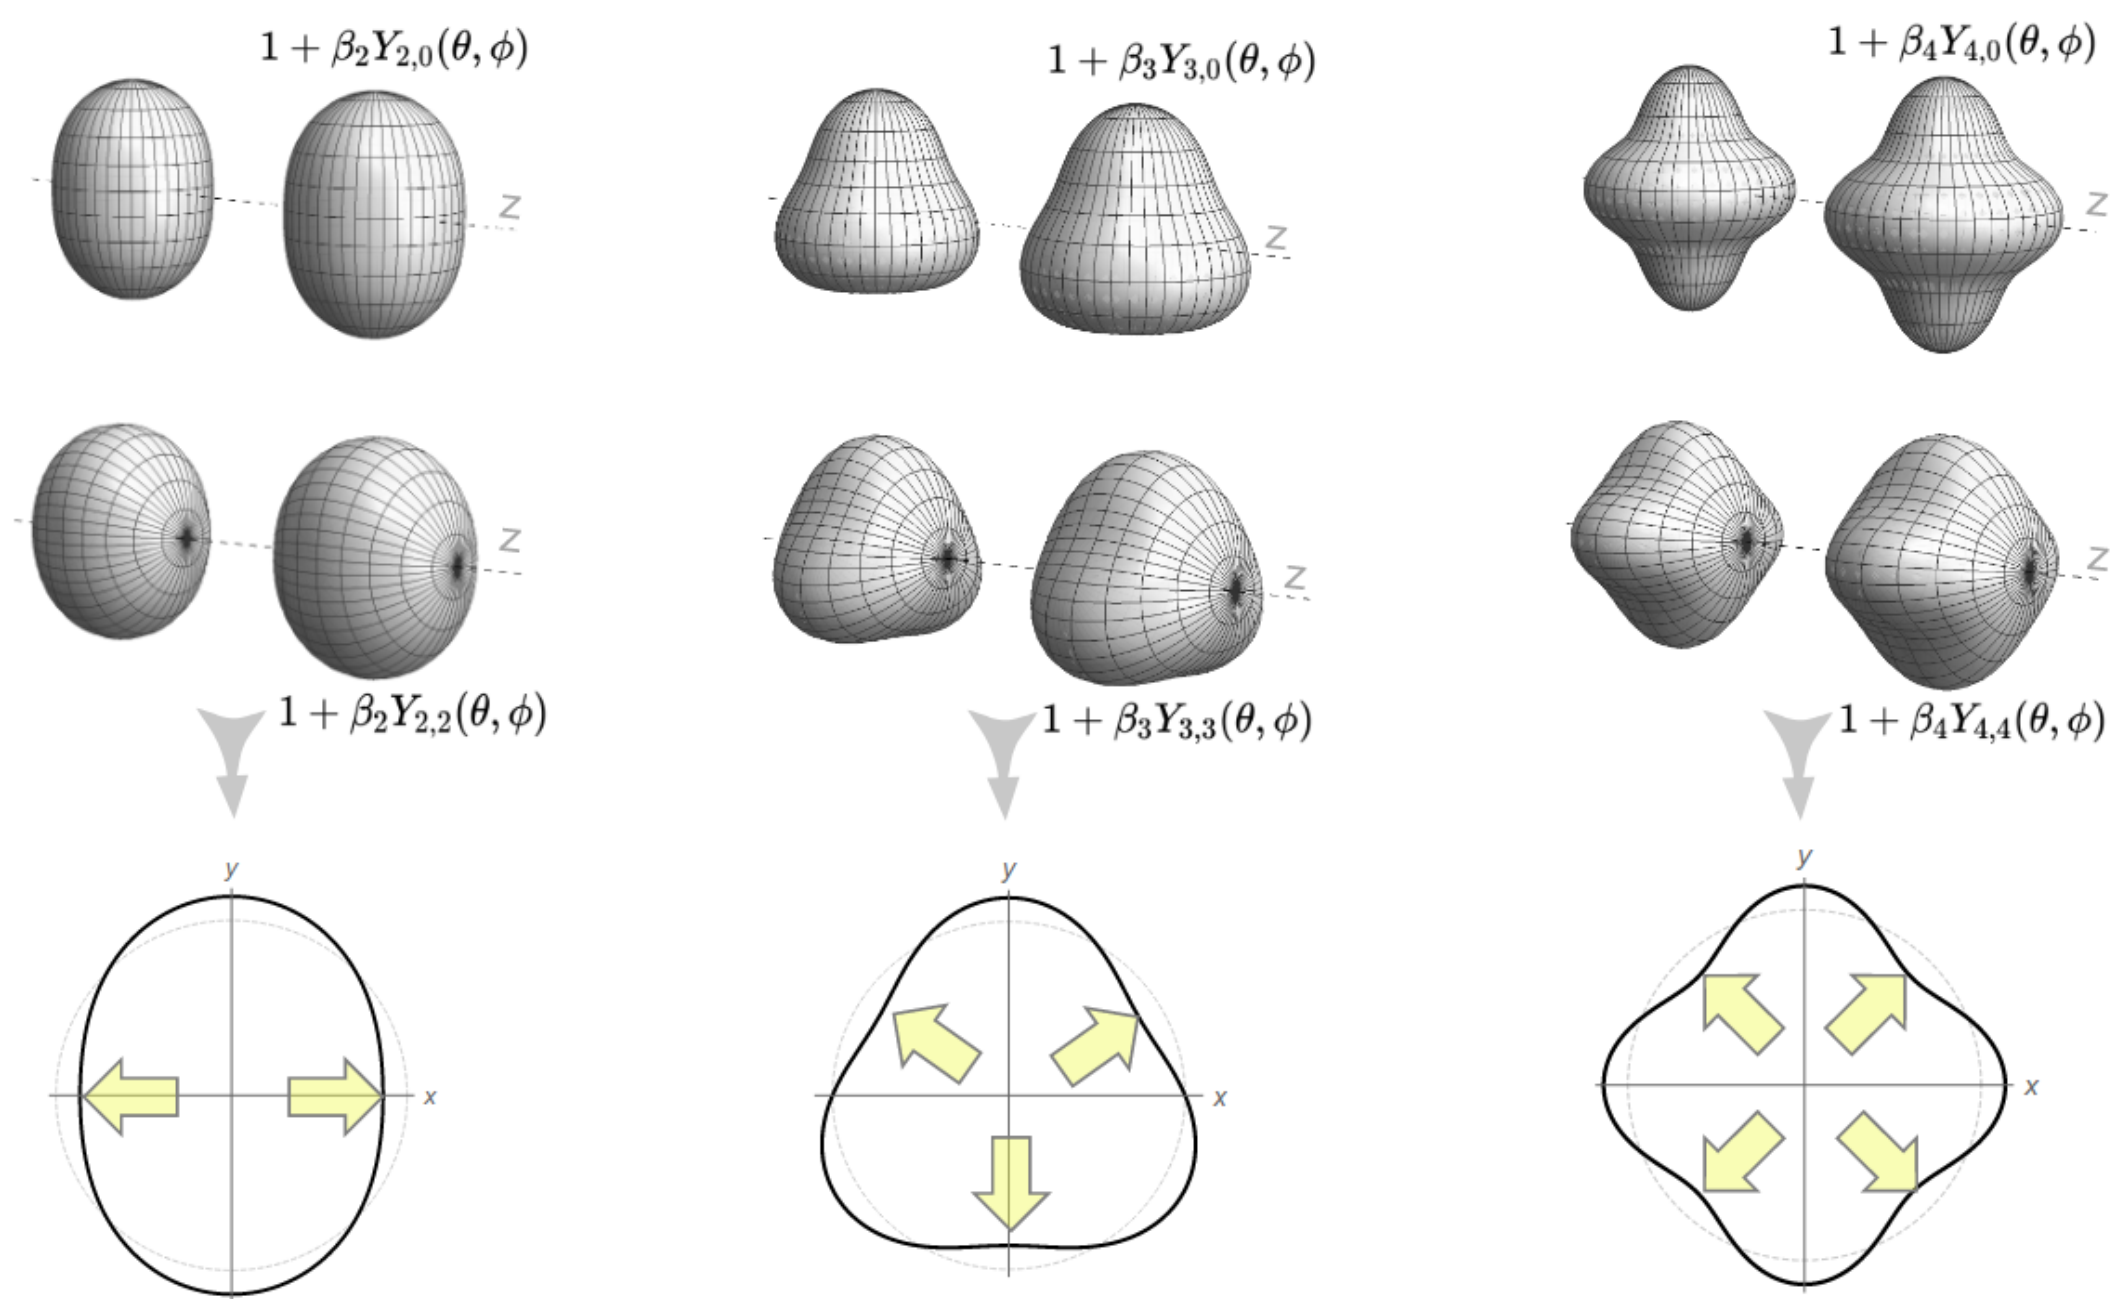 1 + β₂Y₂,₀(θ, ϕ)
1 + β₃Y₃,₀(θ, ϕ)
1 + β₄Y₄,₀(θ, ϕ)
z
z
z
z
z
z
1 + β₂Y₂,₂(θ, ϕ)
1 + β₃Y₃,₃(θ, ϕ)
1 + β₄Y₄,₄(θ, ϕ)
y
y
y
x
x
x